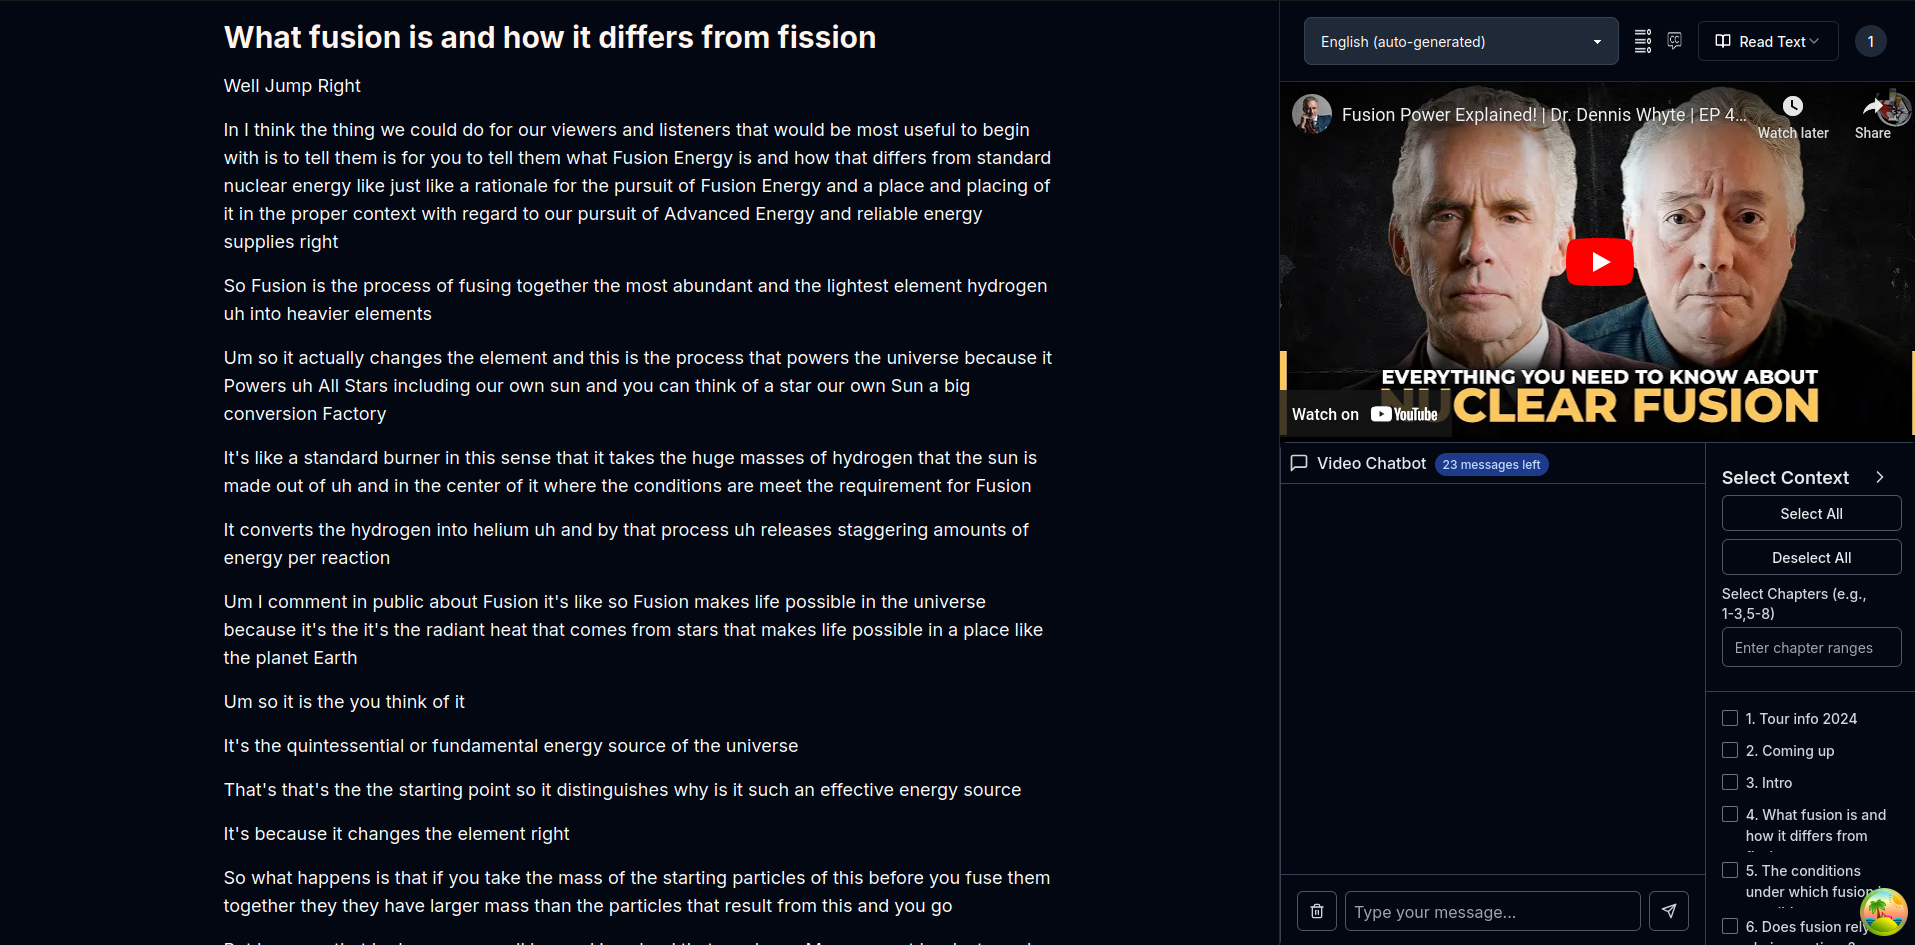 What fusion is and how it differs from fission
Well Jump Right
In I think the thing we could do for our viewers and listeners that would be most useful to begin
with is to tell them is for you to tell them what Fusion Energy is and how that differs from standard
nuclear energy like just like a rationale for the pursuit of Fusion Energy and a place and placing of
it in the proper context with regard to our pursuit of Advanced Energy and reliable energy
supplies right
So Fusion is the process of fusing together the most abundant and the lightest element hydrogen
uh into heavier elements
Um so it actually changes the element and this is the process that powers the universe because it
Powers uh All Stars including our own sun and you can think of a star our own Sun a big
conversion Factory
It's like a standard burner in this sense that it takes the huge masses of hydrogen that the sun is
made out of uh and in the center of it where the conditions are meet the requirement for Fusion
It converts the hydrogen into helium uh and by that process uh releases staggering amounts of
energy per reaction
Um I comment in public about Fusion it's like so Fusion makes life possible in the universe
because it's the it's the radiant heat that comes from stars that makes life possible in a place like
the planet Earth
Um so it is the you think of it
It's the quintessential or fundamental energy source of the universe
That's that's the the starting point so it distinguishes why is it such an effective energy source
It's because it changes the element right
So what happens is that if you take the mass of the starting particles of this before you fuse them
together they they have larger mass than the particles that result from this and you go
English (auto-generated)
CC
Read Text
1
Fusion Power Explained! | Dr. Dennis Whyte | EP 4...
Watch later
Share
EVERYTHING YOU NEED TO KNOW ABOUT
NUCLEAR FUSION
Watch on YouTube
Video Chatbot
23 messages left
Type your message...
Select Context
Select All
Deselect All
Select Chapters (e.g.,
1-3,5-8)
Enter chapter ranges
1. Tour info 2024
2. Coming up
3. Intro
4. What fusion is and
how it differs from
5. The conditions
under which fusion
6. Does fusion rely